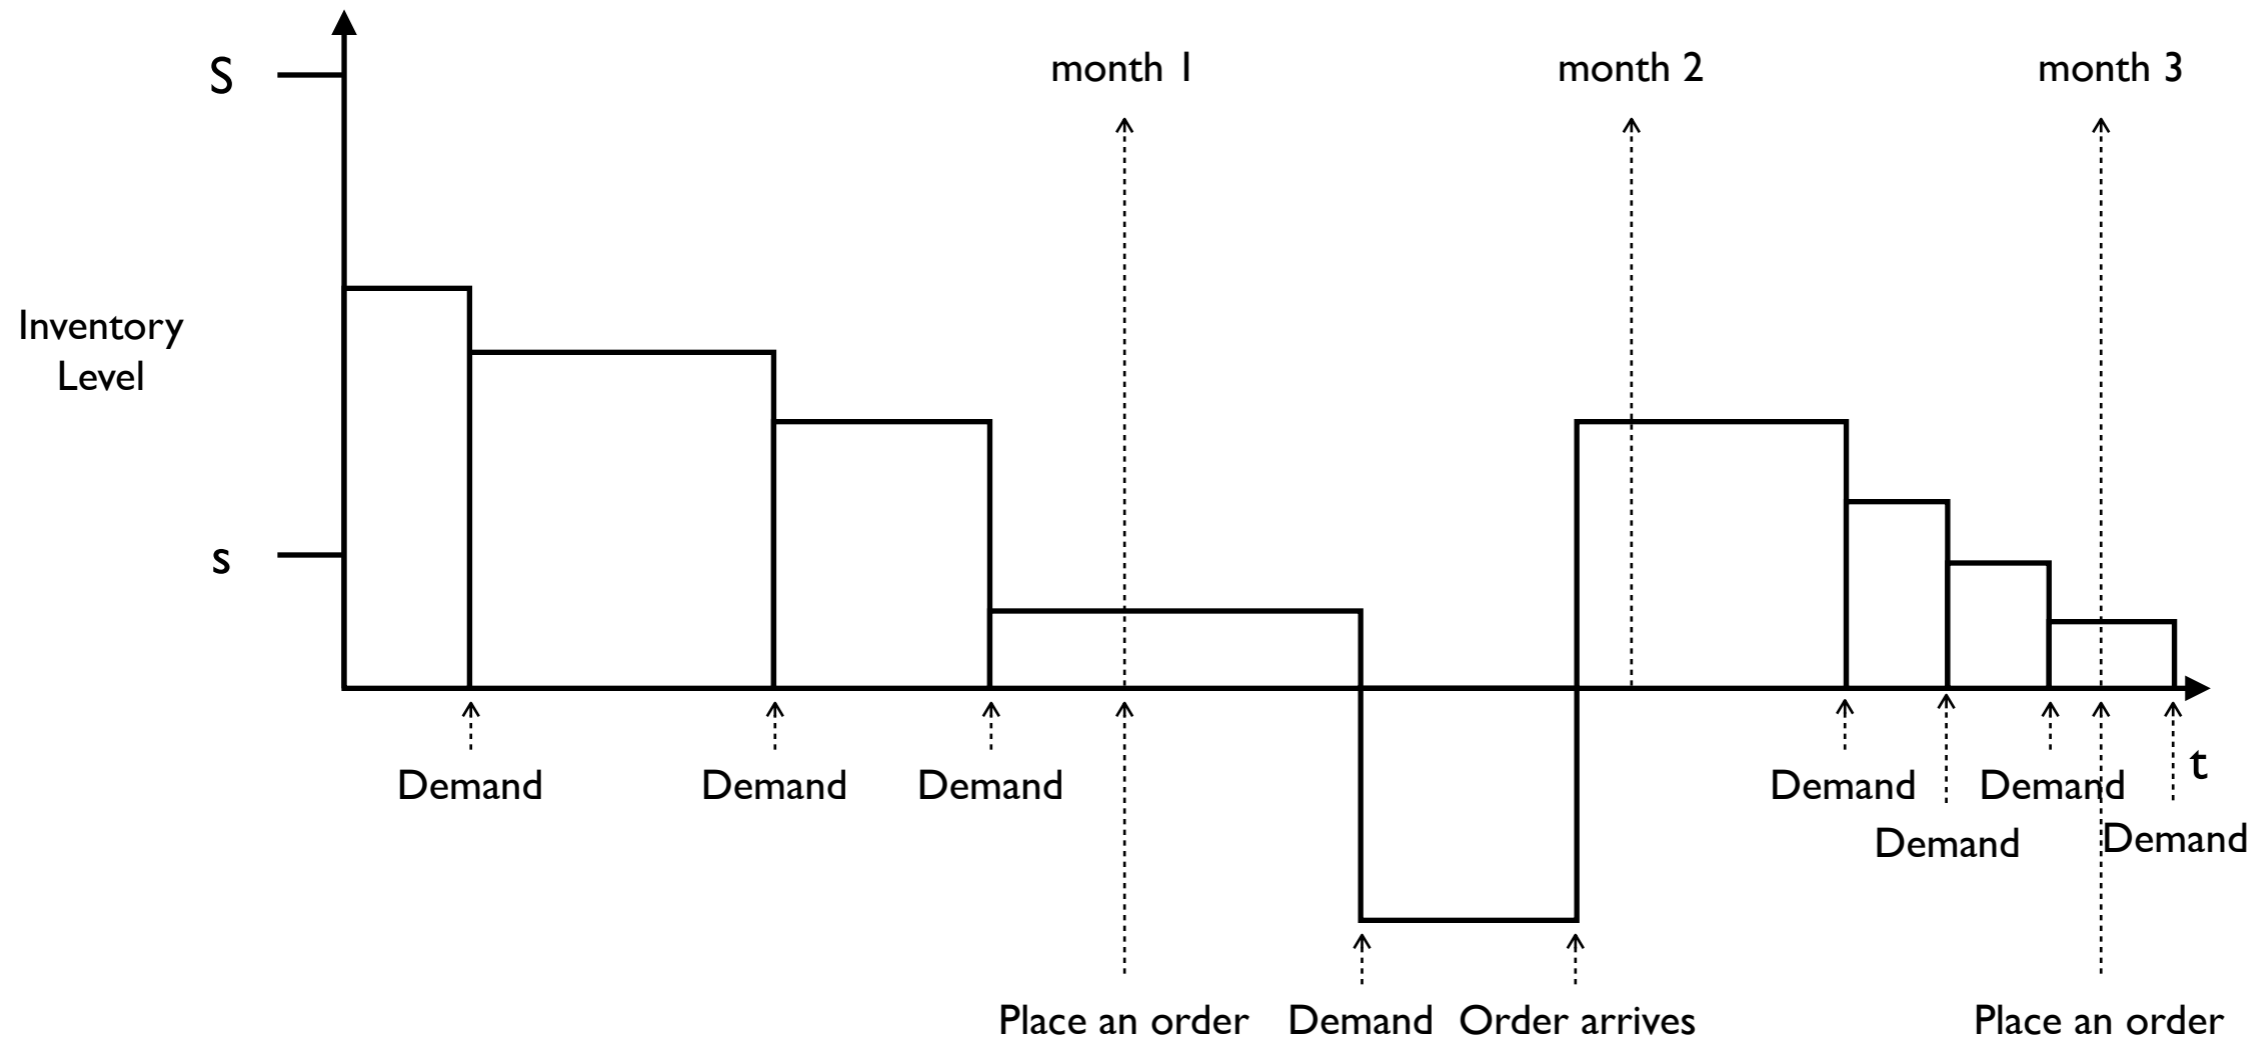 S
month 1
month 2
month 3
Inventory
Level
s
Demand
Demand
Demand
Demand
Demand
t
Demand
Demand
Place an order
Demand
Order arrives
Place an order